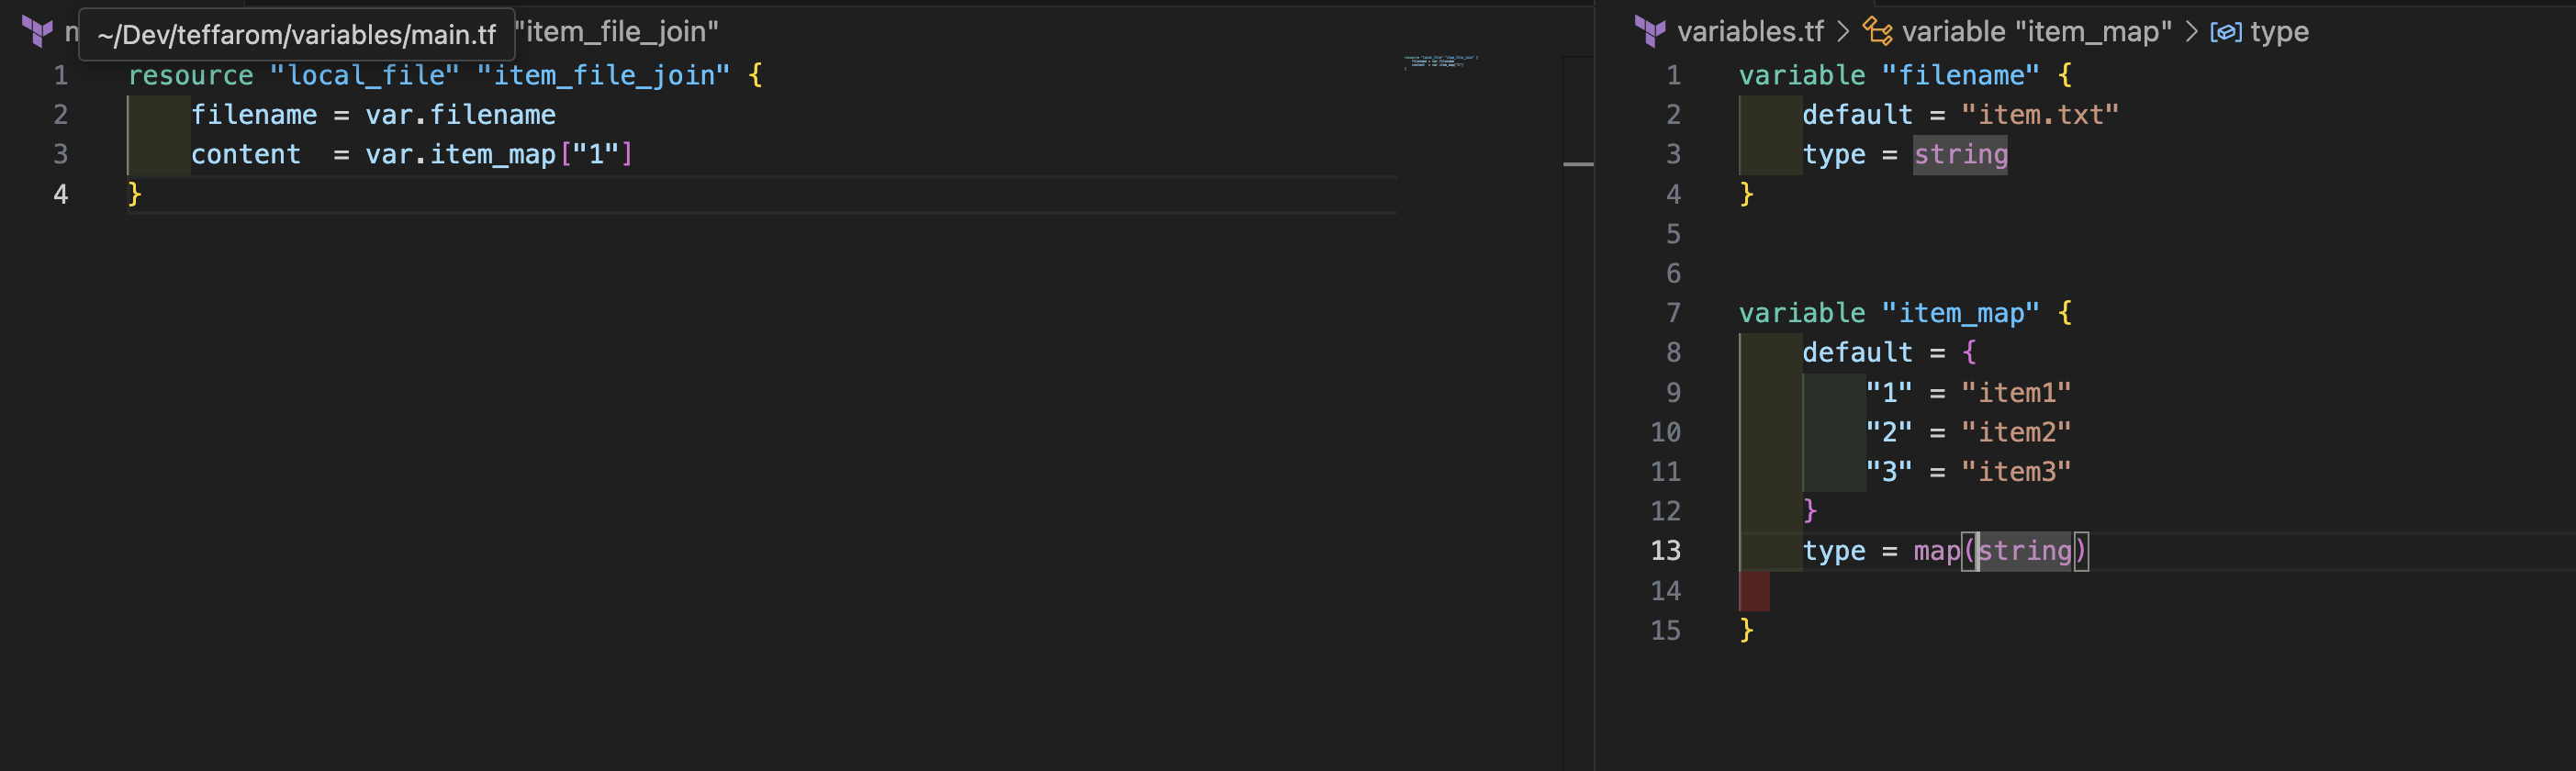 ~/Dev/teffarom/variables/main.tf "item_file_join"
1 resource "local_file" "item_file_join" {
2 filename = var.filename
3 content  = var.item_map["1"]
4 }
variables.tf > variable "item_map" > type
1 variable "filename" {
2 default = "item.txt"
3 type = string
4 }
5
6
7 variable "item_map" {
8 default = {
9 "1" = "item1"
10 "2" = "item2"
11 "3" = "item3"
12 }
13 type = map(string)
14
15 }